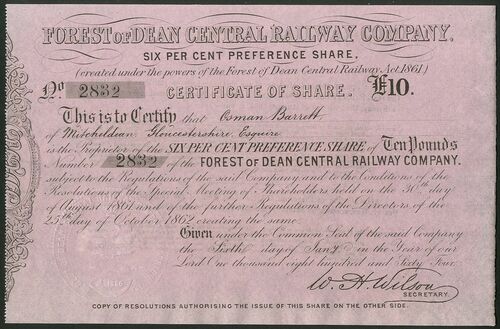 FOREST OF DEAN CENTRAL RAILWAY COMPANY.
SIX PER CENT PREFERENCE SHARE.
(created under the powers of the Forest of Dean Central Railway Act 1861)
No 2832 CERTIFICATE OF SHARE. £10.
This is to Certify that Osman Barrett
of Mitcheldean Gloucestershire Esquire
is the Proprietor of the SIX PER CENT PREFERENCE SHARE of Ten Pounds
Number 2832 of the FOREST OF DEAN CENTRAL RAILWAY COMPANY.
subject to the Regulations of the said Company and to the Conditions of the
Resolutions of the Special Meeting of Shareholders held on the 30th day
of August 1861 and of the further Regulations of the Directors of the
25th day of October 1862 creating the same.
Given under the Common Seal of the said Company
the Sixth day of Jany in the Year of our
Lord One thousand eight hundred and Sixty Four.
W. H. Wilson
SECRETARY.
COPY OF RESOLUTIONS AUTHORISING THE ISSUE OF THIS SHARE ON THE OTHER SIDE.